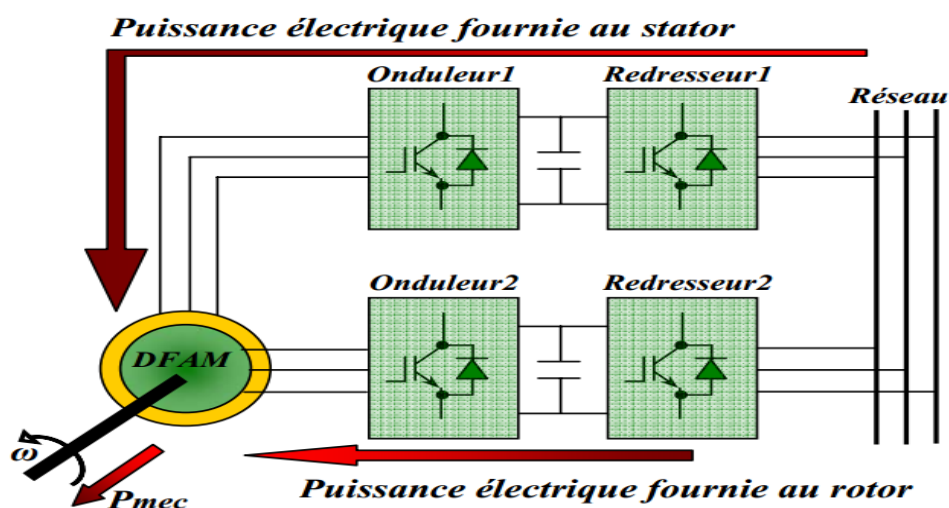 Puissance électrique fournie au stator
Onduleur1
Redresseur1
Réseau
Onduleur2
Redresseur2
DFAM
ω
Pmec
Puissance électrique fournie au rotor